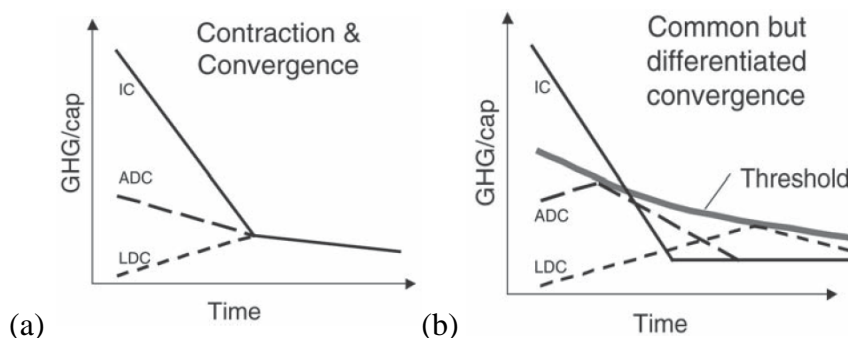 Contraction &
Convergence
IC
ADC
LDC
GHG/cap
Time
(a)
Common but
differentiated
convergence
IC
Threshold
ADC
LDC
GHG/cap
Time
(b)